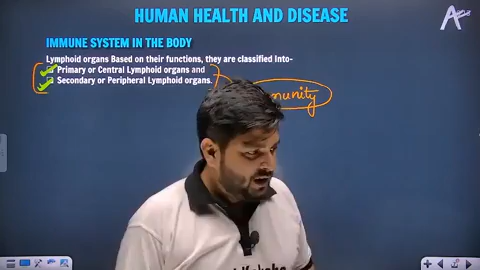 HUMAN HEALTH AND DISEASE
IMMUNE SYSTEM IN THE BODY
Lymphoid organs Based on their functions, they are classified Into-
Primary or Central Lymphoid organs and
Secondary or Peripheral Lymphoid organs.